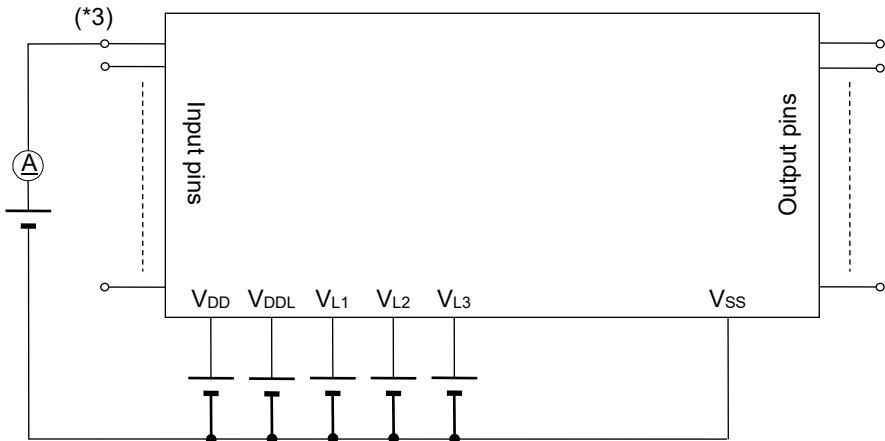 (*3)
A
Input pins
Output pins
VDD VDDL VL1 VL2 VL3 VSS